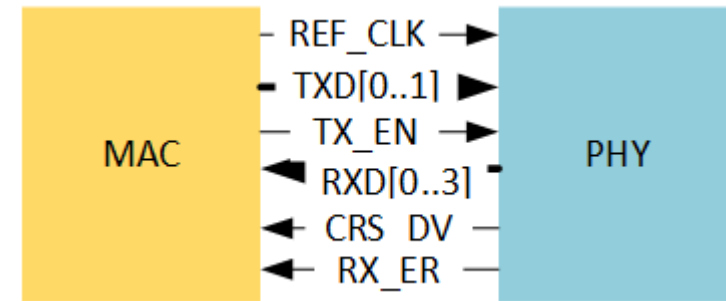 REF_CLK
TXD[0..1]
MAC
TX_EN
PHY
RXD[0..3]
CRS_DV
RX_ER